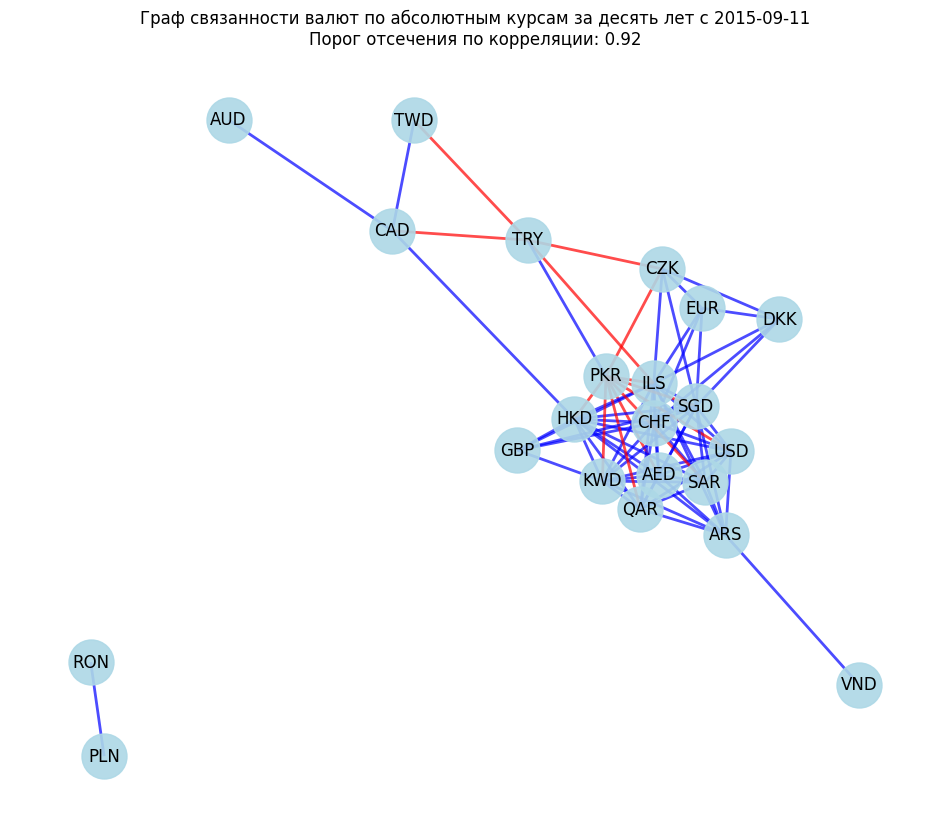 Граф связанности валют по абсолютным курсам за десять лет с 2015-09-11
Порог отсечения по корреляции: 0.92
AUD
TWD
CAD
TRY
CZK
EUR
DKK
PKR
ILS
SGD
HKD
CHF
GBP
USD
KWD
AED
SAR
QAR
ARS
RON
VND
PLN